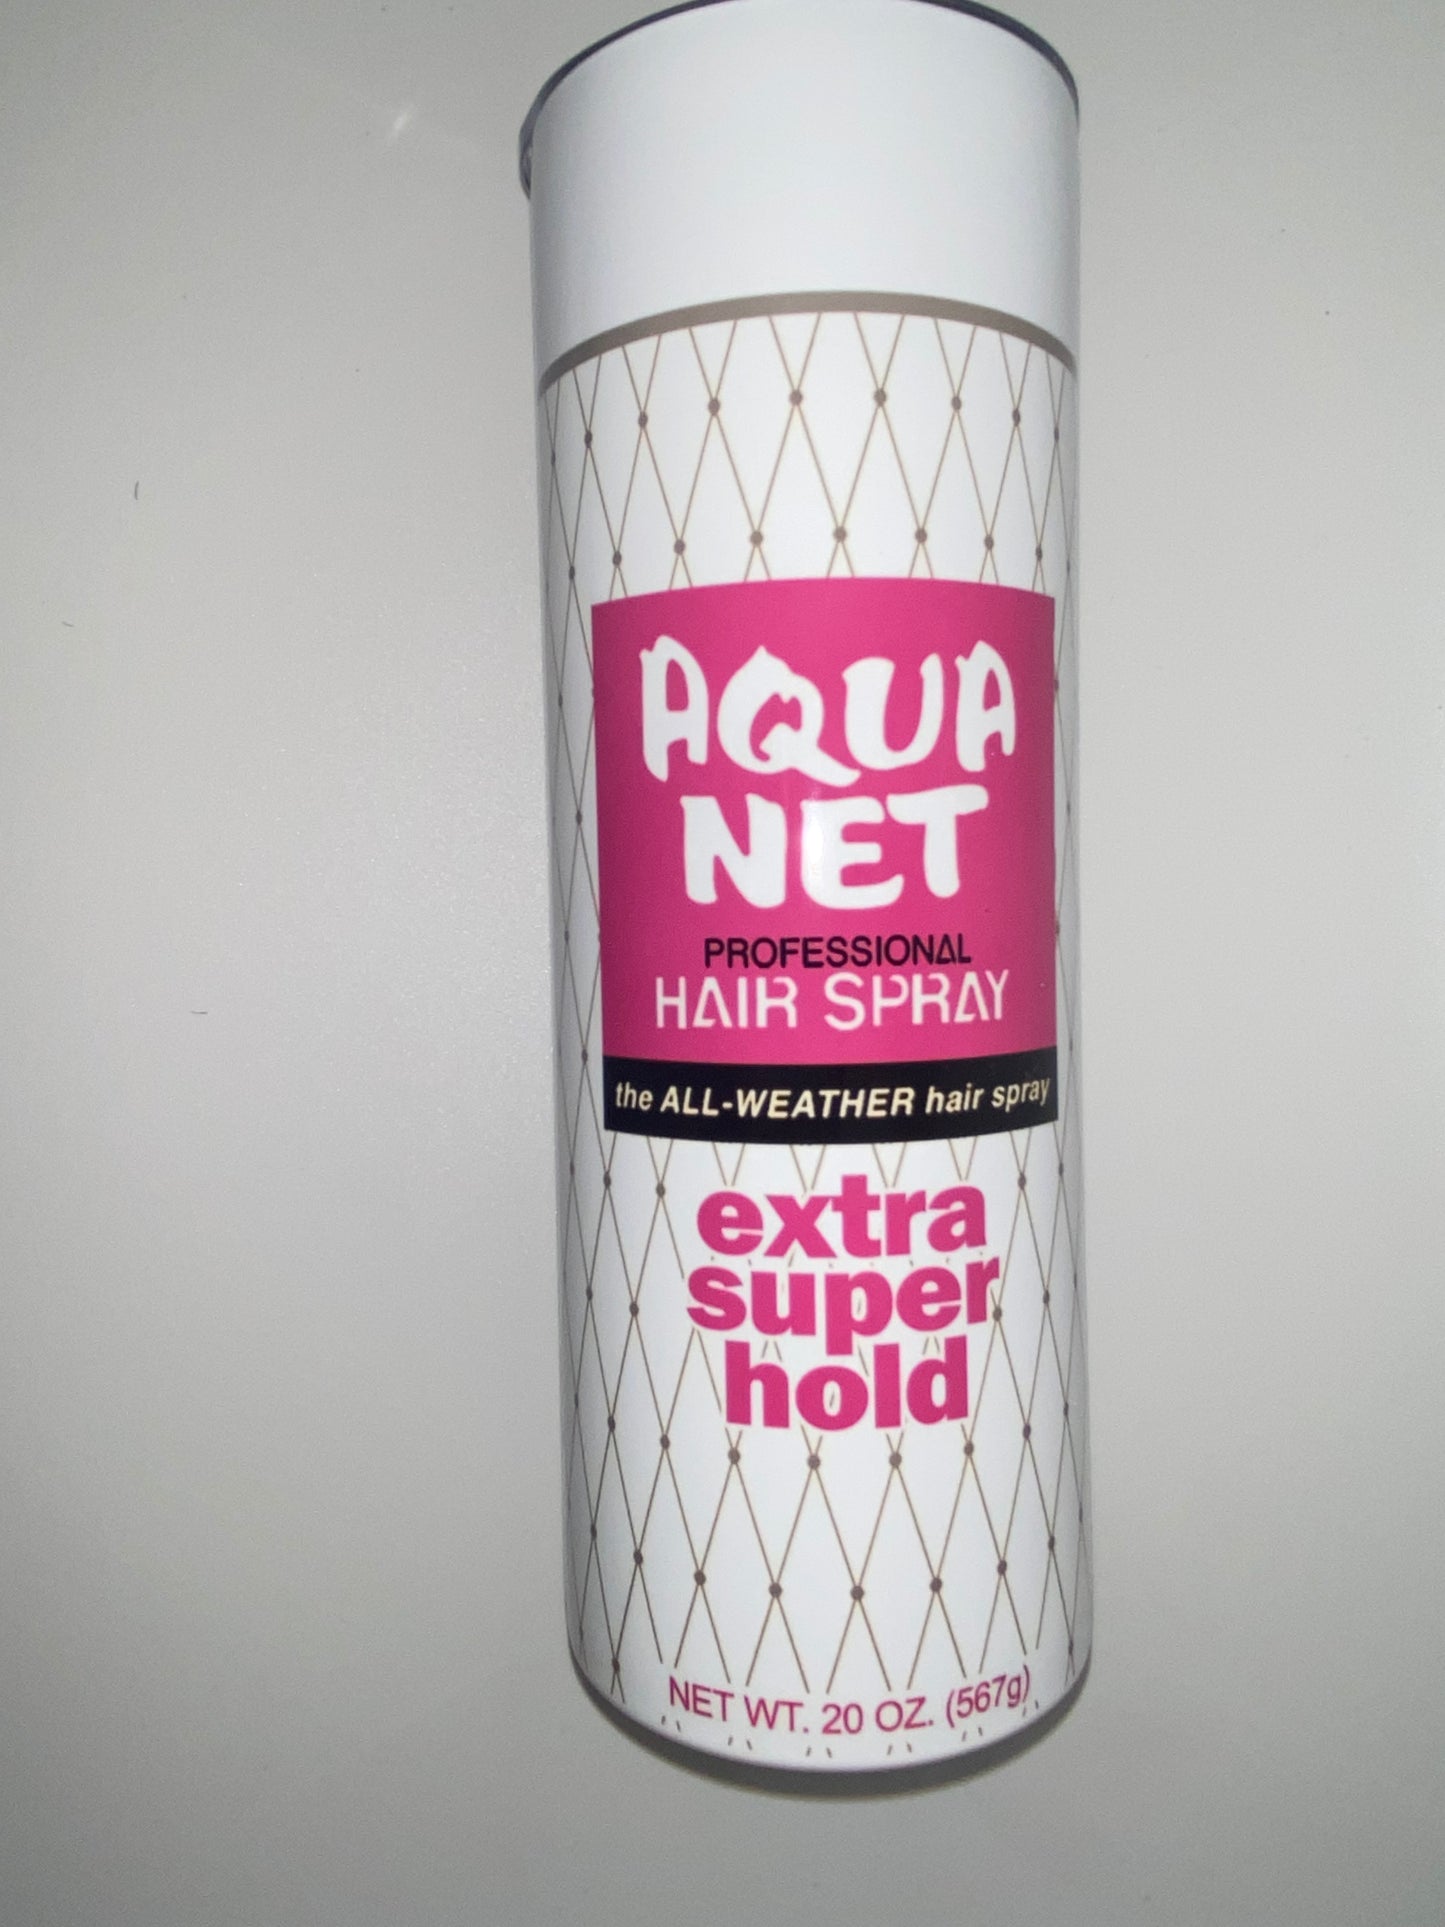 AQUA
NET
PROFESSIONAL
HAIR SPRAY
the ALL-WEATHER hair spray
extra
super
hold
NET WT. 20 OZ. (567g)